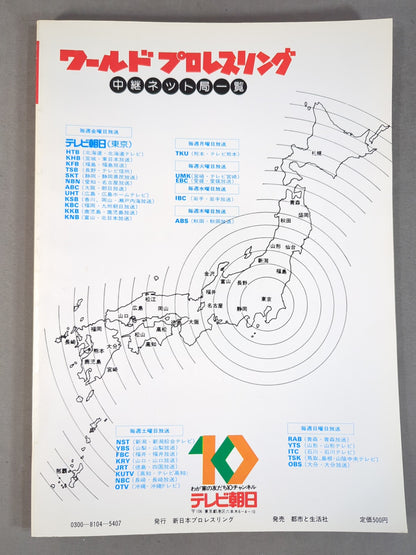 ワールド プロレスリング
中継ネット局一覧
毎週金曜日放送
テレビ朝日(東京)
HTB(北海道・北海道テレビ)
KHB(宮城・東日本放送)
KFB(福島・福島放送)
TSB(長野・テレビ信州)
SKT(静岡・静岡県民放送)
NBN(愛知・名古屋放送)
ABC(大阪・朝日放送)
UHT(広島・広島ホームテレビ)
KSB(香川、岡山・瀬戸内海放送)
KBC(福岡・九州朝日放送)
KKB(鹿児島・鹿児島放送)
KNB(富山・北日本放送)
毎週月曜日放送
TKU(熊本・テレビ熊本)
毎週火曜日放送
UMK(宮崎・テレビ宮崎)
EBC(愛媛・愛媛放送)
毎週水曜日放送
IBC(岩手・岩手放送)
毎週木曜日放送
ABS(秋田・秋田放送)
札幌
青森
秋田
盛岡
山形
仙台
新潟
福島
金沢
富山
長野
福井
東京
名古屋
静岡
松江
広島
岡山
山口
松山
高松
大阪
高知
福岡
長崎
熊本
大分
鹿児島
宮崎
那覇
毎週土曜日放送
NST(新潟・新潟総合テレビ)
YBS(山梨・山梨放送)
FBC(福井・福井放送)
KRY(山口・山口放送)
JRT(徳島・四国放送)
KUTV(高知・テレビ高知)
NBC(長崎・長崎放送)
OTV(沖縄・沖縄テレビ)
10
わが家の友だち10チャンネル
テレビ朝日
〒106 東京都港区六本木6-4-10
毎週日曜日放送
RAB(青森・青森放送)
YTS(山形・山形テレビ)
ITC(石川・石川テレビ)
TSK(鳥取、島根・山陰中央テレビ)
OBS(大分・大分放送)
0300—8104—5407
発行 新日本プロレスリング
発売 都市と生活社
定価500円